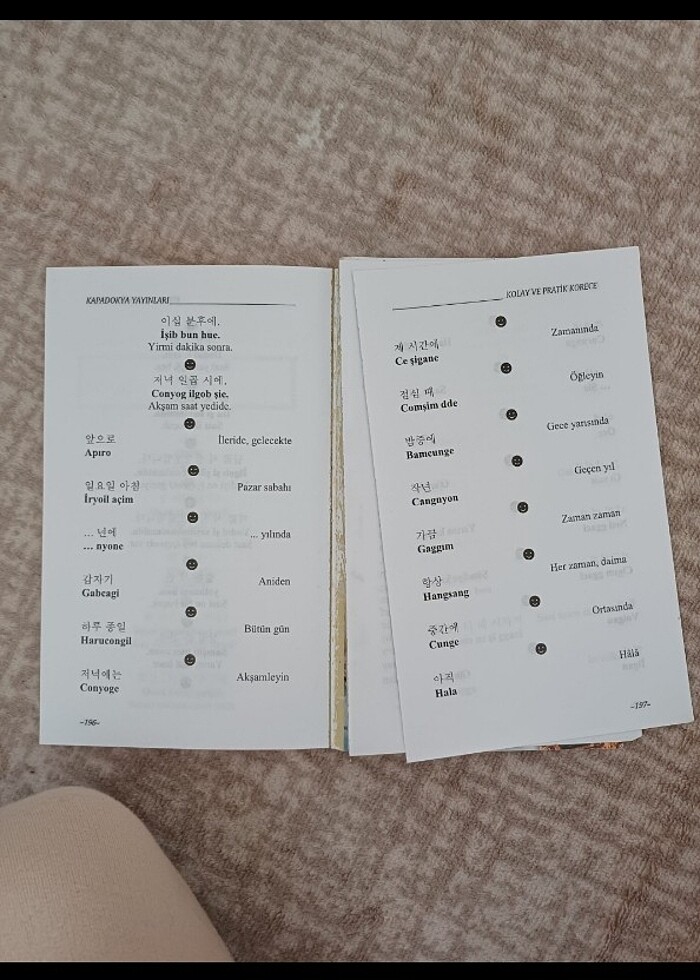 KAPADOKYA YAYINLARI
이십 분후에.
İşib bun hue.
Yirmi dakika sonra.
저녁 일곱 시에.
Conyog ilgob şie.
Akşam saat yedide.
앞으로 İleride, gelecekte
Apıro
일요일 아침 Pazar sabahı
İryoil açim
... 넌에 ... yılında
... nyone
갑자기 Aniden
Gabcagi
하루 종일 Bütün gün
Harucongil
저녁에는 Akşamleyin
Conyoge
–196–
KOLAY VE PRATİK KORECE
제 시간에 Zamanında
Ce şigane
점심 때 Öğleyin
Comşim dde
밤중에 Gece yarısında
Bamcunge
작년 Geçen yıl
Cangnyon
가끔 Zaman zaman
Gaggım
항상 Her zaman, daima
Hangsang
중간에 Ortasında
Cunge
아직 Hâlâ
Hala
–197–